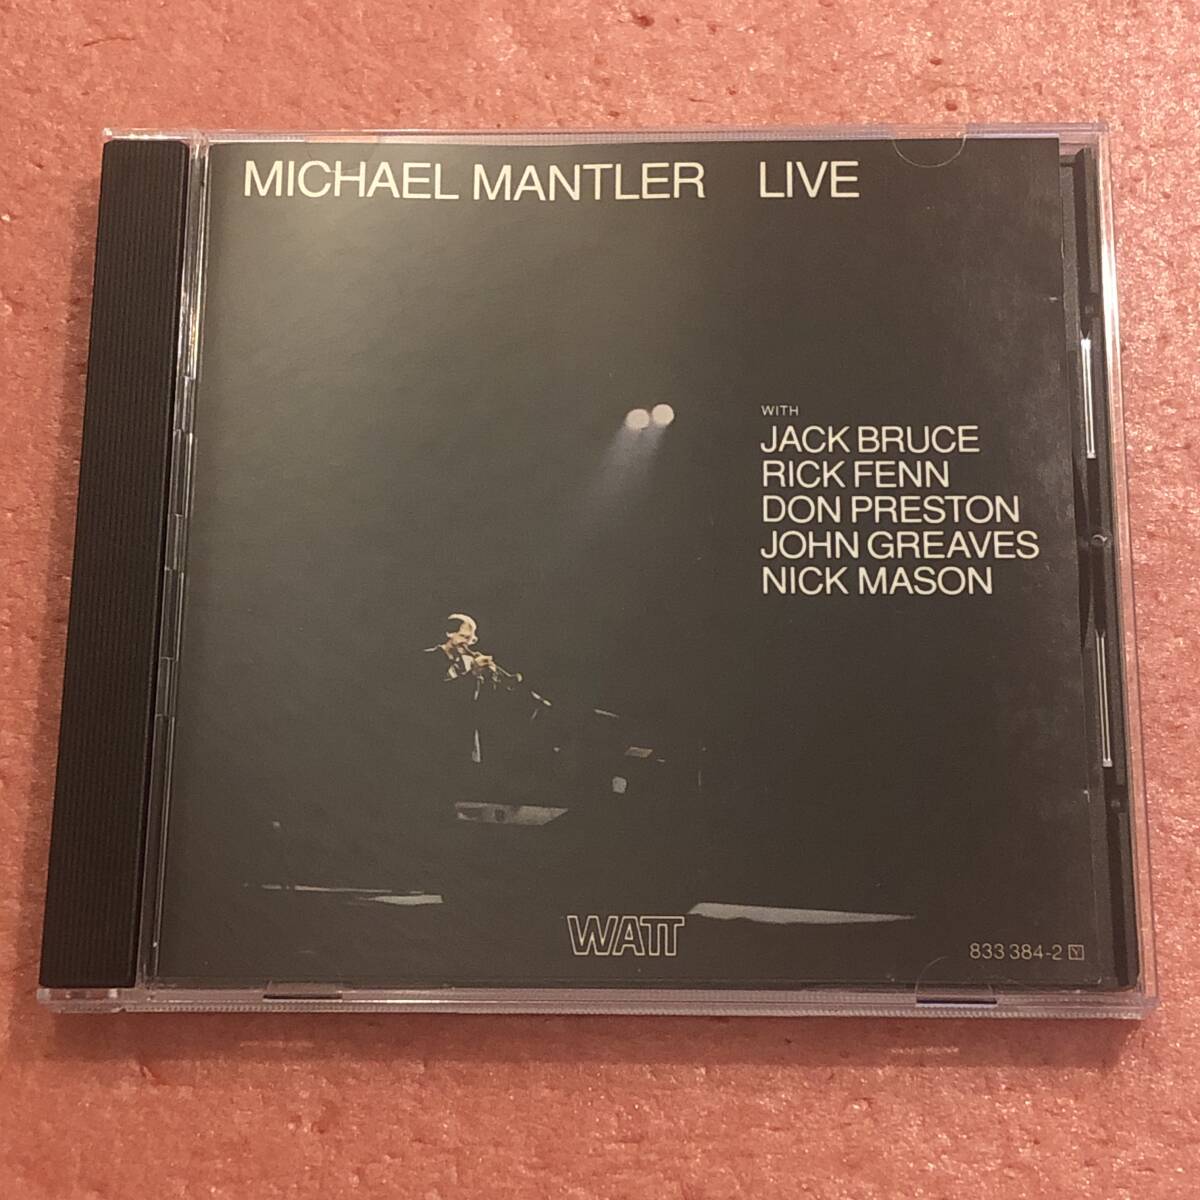 MICHAEL MANTLER LIVE
WITH
JACK BRUCE
RICK FENN
DON PRESTON
JOHN GREAVES
NICK MASON
WATT
833 384-2 Y